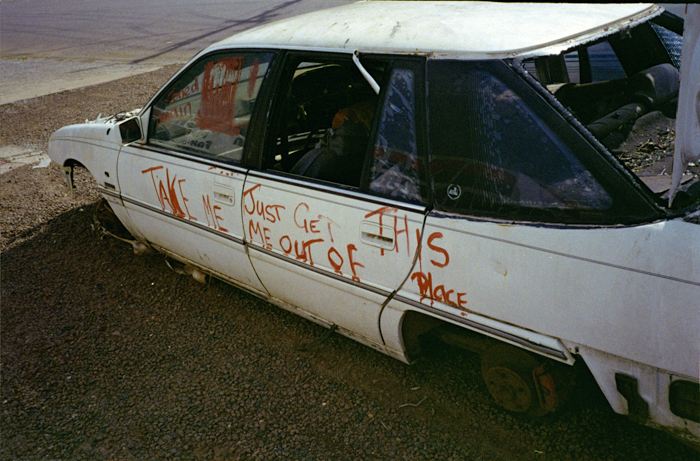 TAKE ME
JUST GET
ME OUT OF
THIS
PLACE